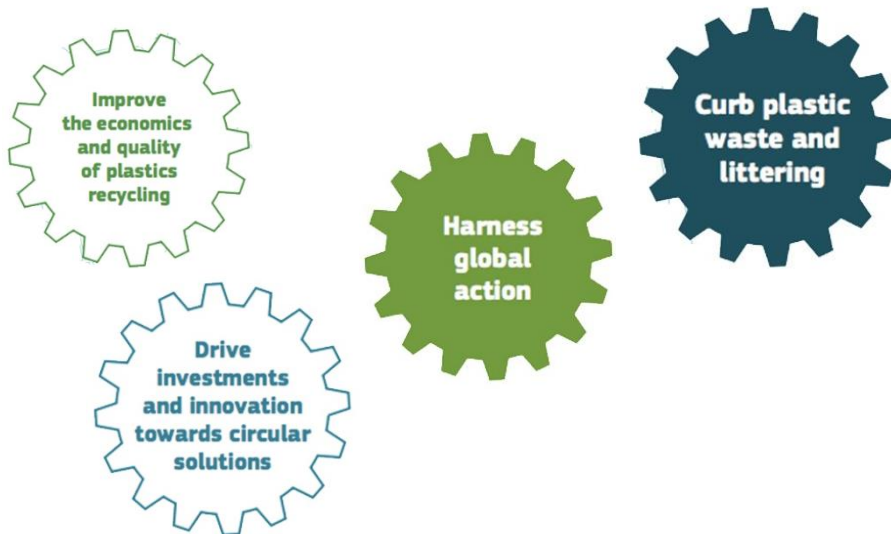 Improve
the economics
and quality
of plastics
recycling
Drive
investments
and innovation
towards circular
solutions
Harness
global
action
Curb plastic
waste and
littering